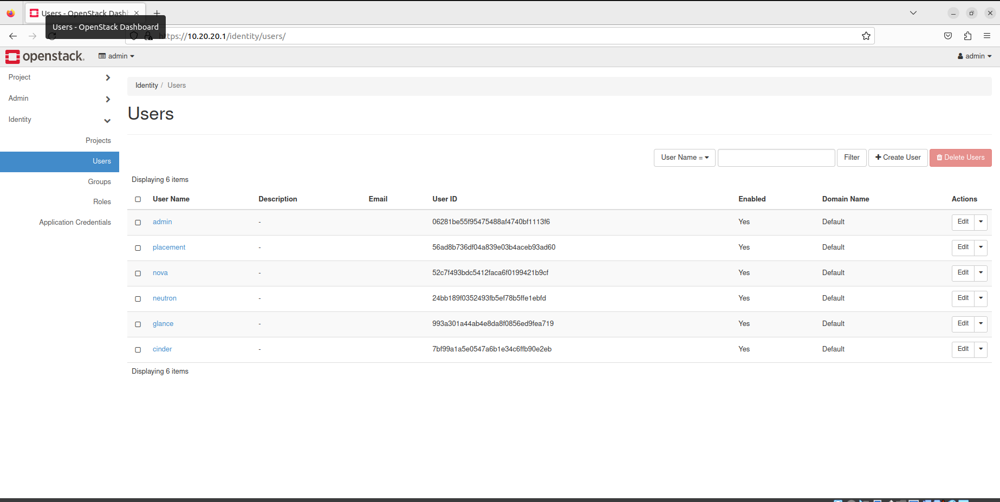 Users - OpenStack Dash
Users - OpenStack Dashboard
https://10.20.20.1/identity/users/
openstack. admin admin
Project
Admin
Identity
Projects
Users
Groups
Roles
Application Credentials
Identity / Users
Users
User Name = Filter Create User Delete Users
Displaying 6 items
User Name Description Email User ID Enabled Domain Name Actions
admin - 06281be55f95475488af4740bf1113f6 Yes Default Edit
placement - 56ad8b736df04a839e03b4aceb93ad60 Yes Default Edit
nova - 52c7f493bdc5412faca6f0199421b9cf Yes Default Edit
neutron - 24bb189f0352493fb5ef78b5ffe1ebfd Yes Default Edit
glance - 993a301a44ab4e8da8f0856ed9fea719 Yes Default Edit
cinder - 7bf99a1a5e0547a6b1e34c6ffb90e2eb Yes Default Edit
Displaying 6 items